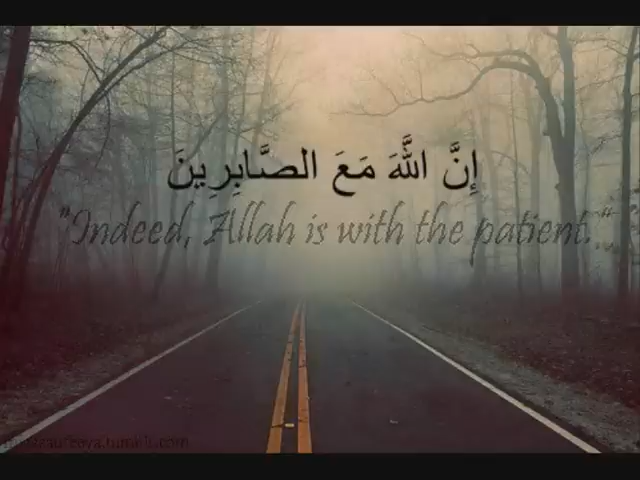 إِنَّ اللَّهَ مَعَ الصَّابِرِينَ
"Indeed, Allah is with the patient."